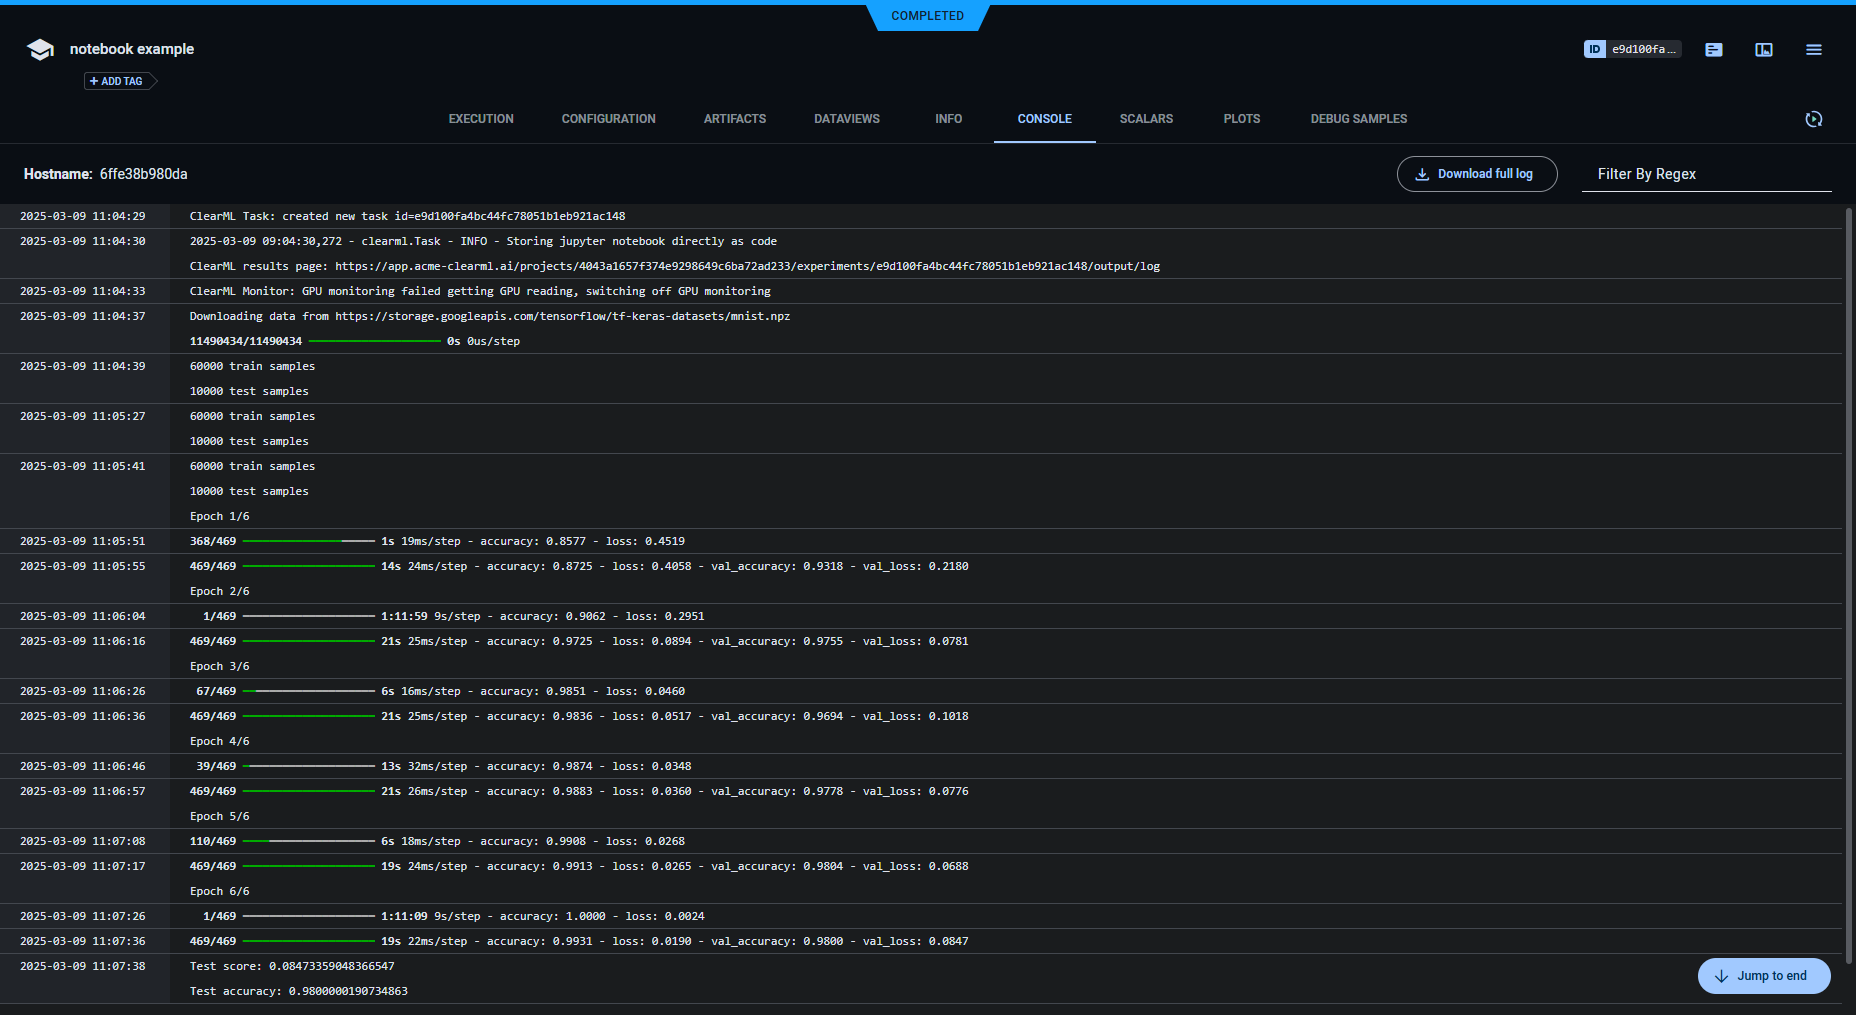 COMPLETED
notebook example
ID e9d100fa...
+ ADD TAG
EXECUTION CONFIGURATION ARTIFACTS DATAVIEWS INFO CONSOLE SCALARS PLOTS DEBUG SAMPLES
Hostname: 6ffe38b980da
Download full log
Filter By Regex
2025-03-09 11:04:29 ClearML Task: created new task id=e9d100fa4bc44fc78051b1eb921ac148
2025-03-09 11:04:30 2025-03-09 09:04:30,272 - clearml.Task - INFO - Storing jupyter notebook directly as code
ClearML results page: https://app.acme-clearml.ai/projects/4043a1657f374e9298649c6ba72ad233/experiments/e9d100fa4bc44fc78051b1eb921ac148/output/log
2025-03-09 11:04:33 ClearML Monitor: GPU monitoring failed getting GPU reading, switching off GPU monitoring
2025-03-09 11:04:37 Downloading data from https://storage.googleapis.com/tensorflow/tf-keras-datasets/mnist.npz
11490434/11490434 0s 0us/step
2025-03-09 11:04:39 60000 train samples
10000 test samples
2025-03-09 11:05:27 60000 train samples
10000 test samples
2025-03-09 11:05:41 60000 train samples
10000 test samples
Epoch 1/6
2025-03-09 11:05:51 368/469 1s 19ms/step - accuracy: 0.8577 - loss: 0.4519
2025-03-09 11:05:55 469/469 14s 24ms/step - accuracy: 0.8725 - loss: 0.4058 - val_accuracy: 0.9318 - val_loss: 0.2180
Epoch 2/6
2025-03-09 11:06:04 1/469 1:11:59 9s/step - accuracy: 0.9062 - loss: 0.2951
2025-03-09 11:06:16 469/469 21s 25ms/step - accuracy: 0.9725 - loss: 0.0894 - val_accuracy: 0.9755 - val_loss: 0.0781
Epoch 3/6
2025-03-09 11:06:26 67/469 6s 16ms/step - accuracy: 0.9851 - loss: 0.0460
2025-03-09 11:06:36 469/469 21s 25ms/step - accuracy: 0.9836 - loss: 0.0517 - val_accuracy: 0.9694 - val_loss: 0.1018
Epoch 4/6
2025-03-09 11:06:46 39/469 13s 32ms/step - accuracy: 0.9874 - loss: 0.0348
2025-03-09 11:06:57 469/469 21s 26ms/step - accuracy: 0.9883 - loss: 0.0360 - val_accuracy: 0.9778 - val_loss: 0.0776
Epoch 5/6
2025-03-09 11:07:08 110/469 6s 18ms/step - accuracy: 0.9908 - loss: 0.0268
2025-03-09 11:07:17 469/469 19s 24ms/step - accuracy: 0.9913 - loss: 0.0265 - val_accuracy: 0.9804 - val_loss: 0.0688
Epoch 6/6
2025-03-09 11:07:26 1/469 1:11:09 9s/step - accuracy: 1.0000 - loss: 0.0024
2025-03-09 11:07:36 469/469 19s 22ms/step - accuracy: 0.9931 - loss: 0.0190 - val_accuracy: 0.9800 - val_loss: 0.0847
2025-03-09 11:07:38 Test score: 0.08473359048366547
Test accuracy: 0.9800000190734863
Jump to end